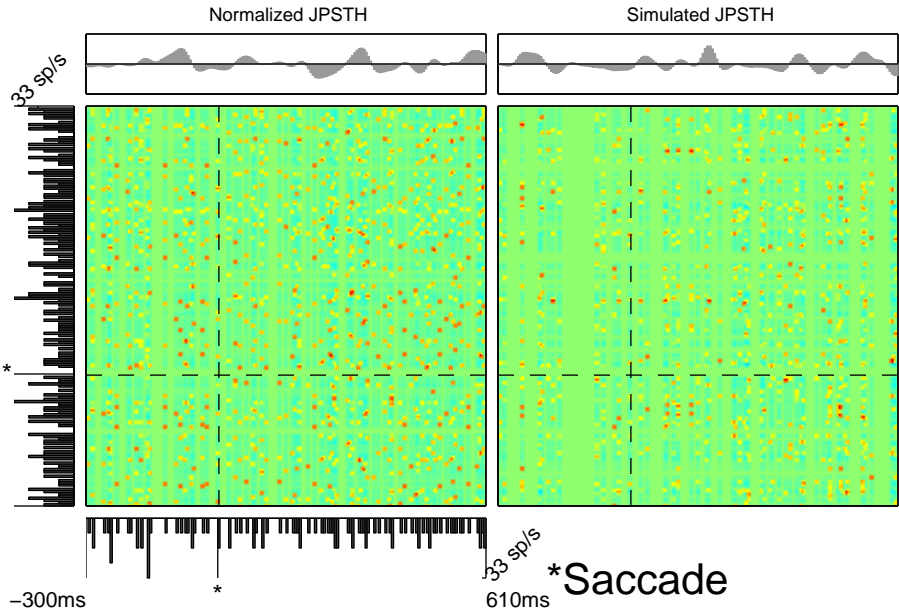 Normalized JPSTH
Simulated JPSTH
33 sp/s
*
33 sp/s
*
*Saccade
−300ms
610ms